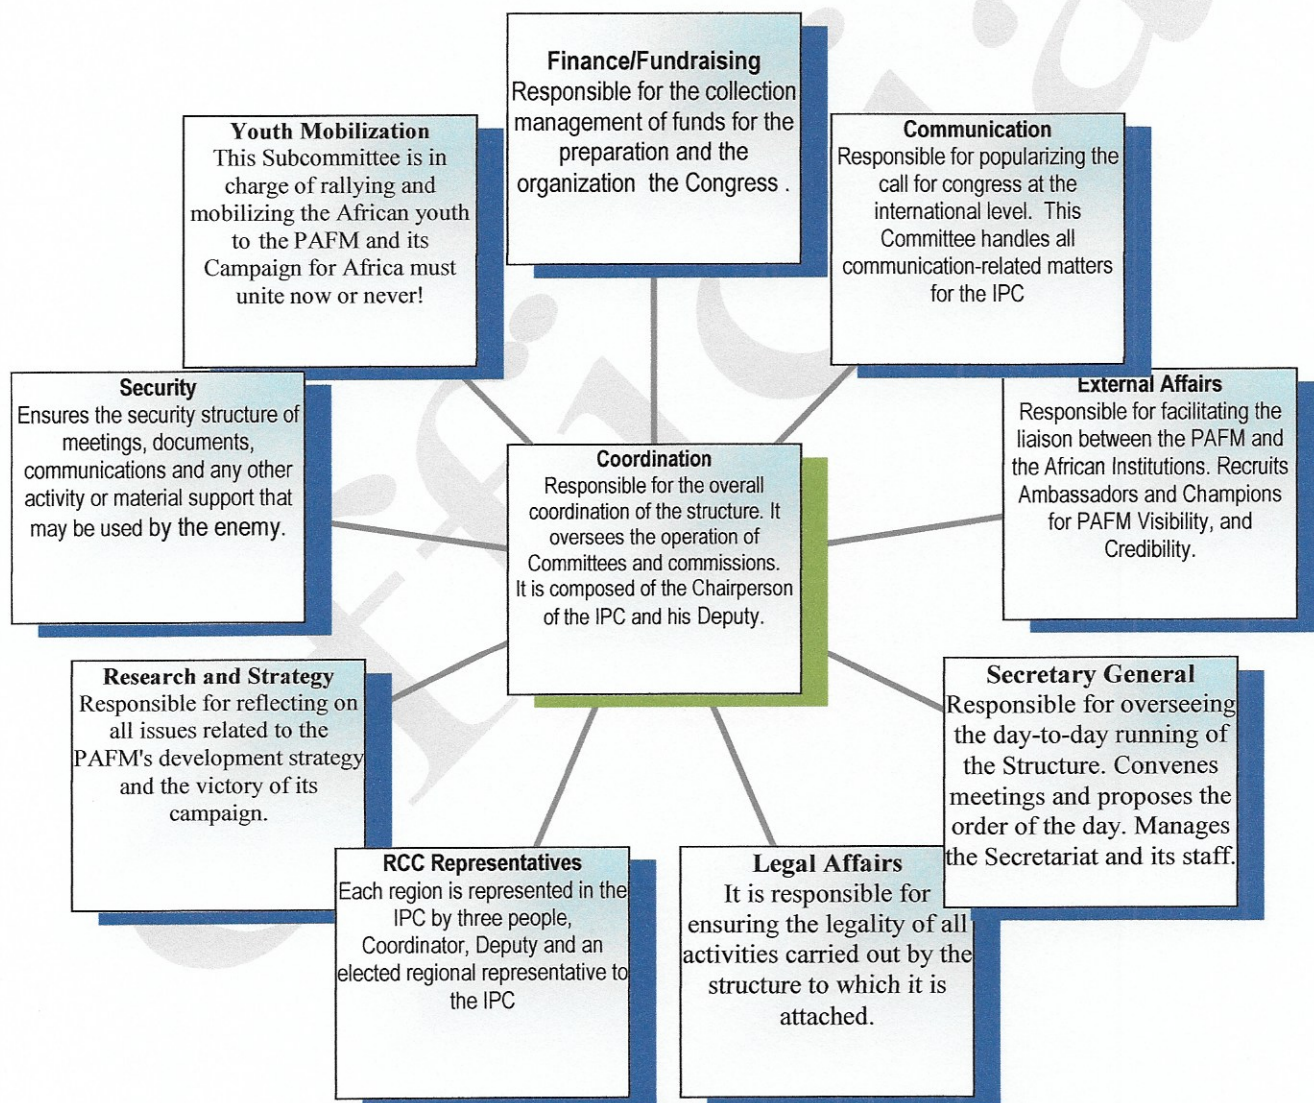 Finance/Fundraising
Responsible for the collection
management of funds for the
preparation and the
organization the Congress .
Youth Mobilization
This Subcommittee is in
charge of rallying and
mobilizing the African youth
to the PAFM and its
Campaign for Africa must
unite now or never!
Communication
Responsible for popularizing the
call for congress at the
international level. This
Committee handles all
communication-related matters
for the IPC
Security
Ensures the security structure of
meetings, documents,
communications and any other
activity or material support that
may be used by the enemy.
Coordination
Responsible for the overall
coordination of the structure. It
oversees the operation of
Committees and commissions.
It is composed of the Chairperson
of the IPC and his Deputy.
External Affairs
Responsible for facilitating the
liaison between the PAFM and
the African Institutions. Recruits
Ambassadors and Champions
for PAFM Visibility, and
Credibility.
Research and Strategy
Responsible for reflecting on
all issues related to the
PAFM's development strategy
and the victory of its
campaign.
Secretary General
Responsible for overseeing
the day-to-day running of
the Structure. Convenes
meetings and proposes the
order of the day. Manages
the Secretariat and its staff.
RCC Representatives
Each region is represented in the
IPC by three people,
Coordinator, Deputy and an
elected regional representative to
the IPC
Legal Affairs
It is responsible for
ensuring the legality of all
activities carried out by the
structure to which it is
attached.